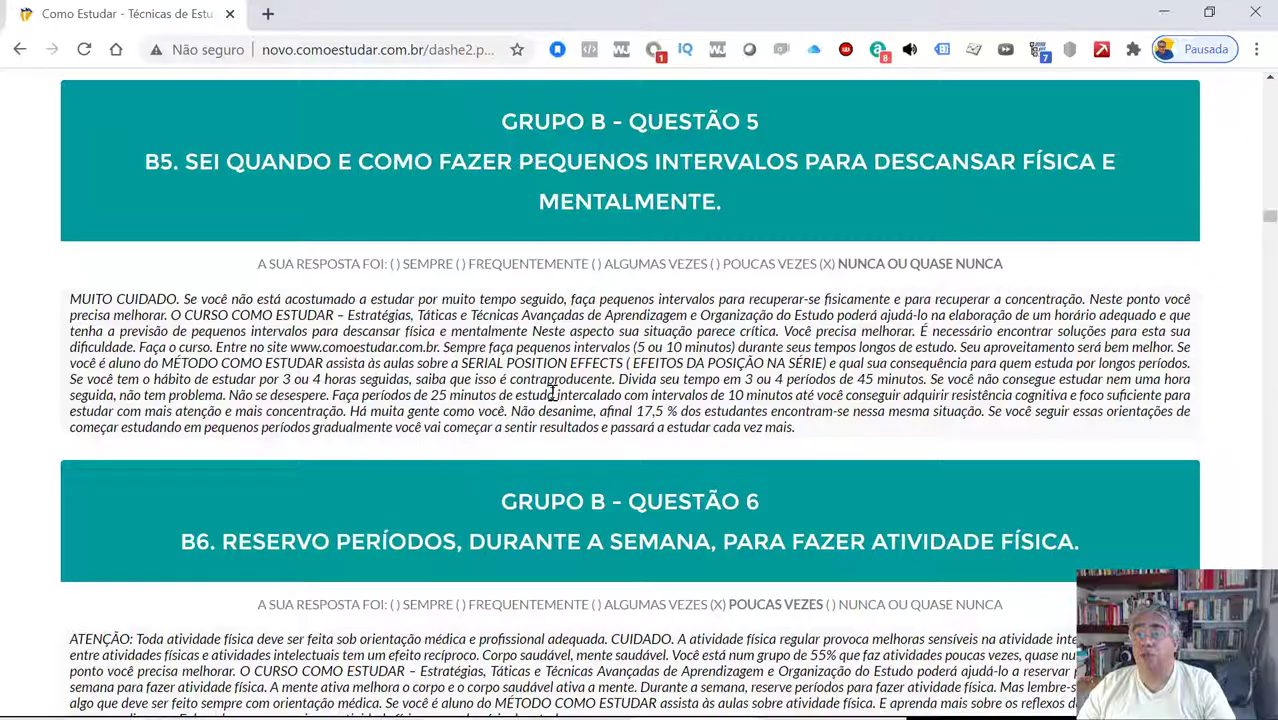 Como Estudar - Técnicas de Estu
Não seguro
novo.comoestudar.com.br/dashe2.p...
IQ
1
8
7
Pausada
GRUPO B - QUESTÃO 5
B5. SEI QUANDO E COMO FAZER PEQUENOS INTERVALOS PARA DESCANSAR FÍSICA E
MENTALMENTE.
A SUA RESPOSTA FOI: ( ) SEMPRE ( ) FREQUENTEMENTE ( ) ALGUMAS VEZES ( ) POUCAS VEZES (X) NUNCA OU QUASE NUNCA
MUITO CUIDADO. Se você não está acostumado a estudar por muito tempo seguido, faça pequenos intervalos para recuperar-se fisicamente e para recuperar a concentração. Neste ponto você
precisa melhorar. O CURSO COMO ESTUDAR – Estratégias, Táticas e Técnicas Avançadas de Aprendizagem e Organização do Estudo poderá ajudá-lo na elaboração de um horário adequado e que
tenha a previsão de pequenos intervalos para descansar física e mentalmente Neste aspecto sua situação parece crítica. Você precisa melhorar. É necessário encontrar soluções para esta sua
dificuldade. Faça o curso. Entre no site www.comoestudar.com.br. Sempre faça pequenos intervalos (5 ou 10 minutos) durante seus tempos longos de estudo. Seu aproveitamento será bem melhor. Se
você é aluno do MÉTODO COMO ESTUDAR assista às aulas sobre a SERIAL POSITION EFFECTS ( EFEITOS DA POSIÇÃO NA SÉRIE) e qual sua consequência para quem estuda por longos períodos.
Se você tem o hábito de estudar por 3 ou 4 horas seguidas, saiba que isso é contraproducente. Divida seu tempo em 3 ou 4 períodos de 45 minutos. Se você não consegue estudar nem uma hora
seguida, não tem problema. Não se desespere. Faça períodos de 25 minutos de estudo intercalado com intervalos de 10 minutos até você conseguir adquirir resistência cognitiva e foco suficiente para
estudar com mais atenção e mais concentração. Há muita gente como você. Não desanime, afinal 17,5 % dos estudantes encontram-se nessa mesma situação. Se você seguir essas orientações de
começar estudando em pequenos períodos gradualmente você vai começar a sentir resultados e passará a estudar cada vez mais.
GRUPO B - QUESTÃO 6
B6. RESERVO PERÍODOS, DURANTE A SEMANA, PARA FAZER ATIVIDADE FÍSICA.
A SUA RESPOSTA FOI: ( ) SEMPRE ( ) FREQUENTEMENTE ( ) ALGUMAS VEZES (X) POUCAS VEZES ( ) NUNCA OU QUASE NUNCA
ATENÇÃO: Toda atividade física deve ser feita sob orientação médica e profissional adequada. CUIDADO. A atividade física regular provoca melhoras sensíveis na atividade inte
entre atividades físicas e atividades intelectuais tem um efeito recíproco. Corpo saudável, mente saudável. Você está num grupo de 55% que faz atividades poucas vezes, quase nu
ponto você precisa melhorar. O CURSO COMO ESTUDAR – Estratégias, Táticas e Técnicas Avançadas de Aprendizagem e Organização do Estudo poderá ajudá-lo a reservar p
semana para fazer atividade física. A mente ativa melhora o corpo e o corpo saudável ativa a mente. Durante a semana, reserve períodos para fazer atividade física. Mas lembre-s
algo que deve ser feito sempre com orientação médica. Se você é aluno do MÉTODO COMO ESTUDAR assista às aulas sobre atividade física. E aprenda mais sobre os reflexos d